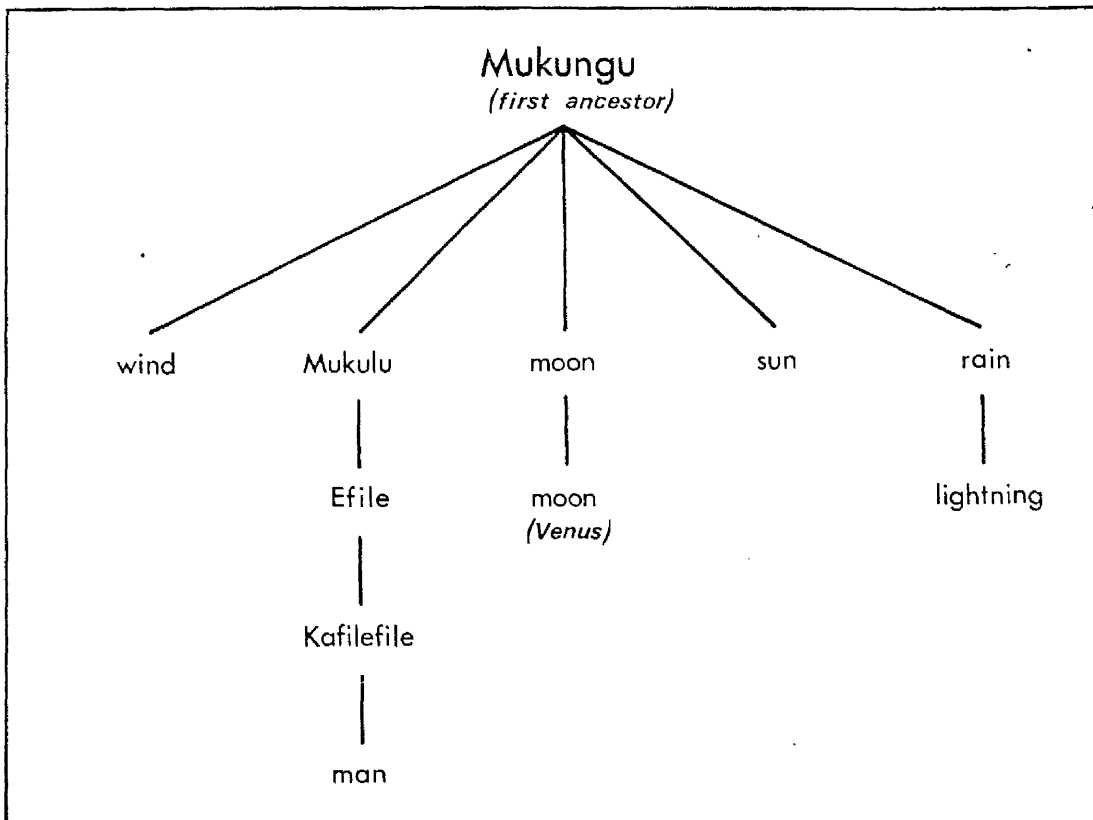 Mukungu
(first ancestor)
wind Mukulu moon sun rain
Efile moon lightning
(Venus)
Kafilefile
man